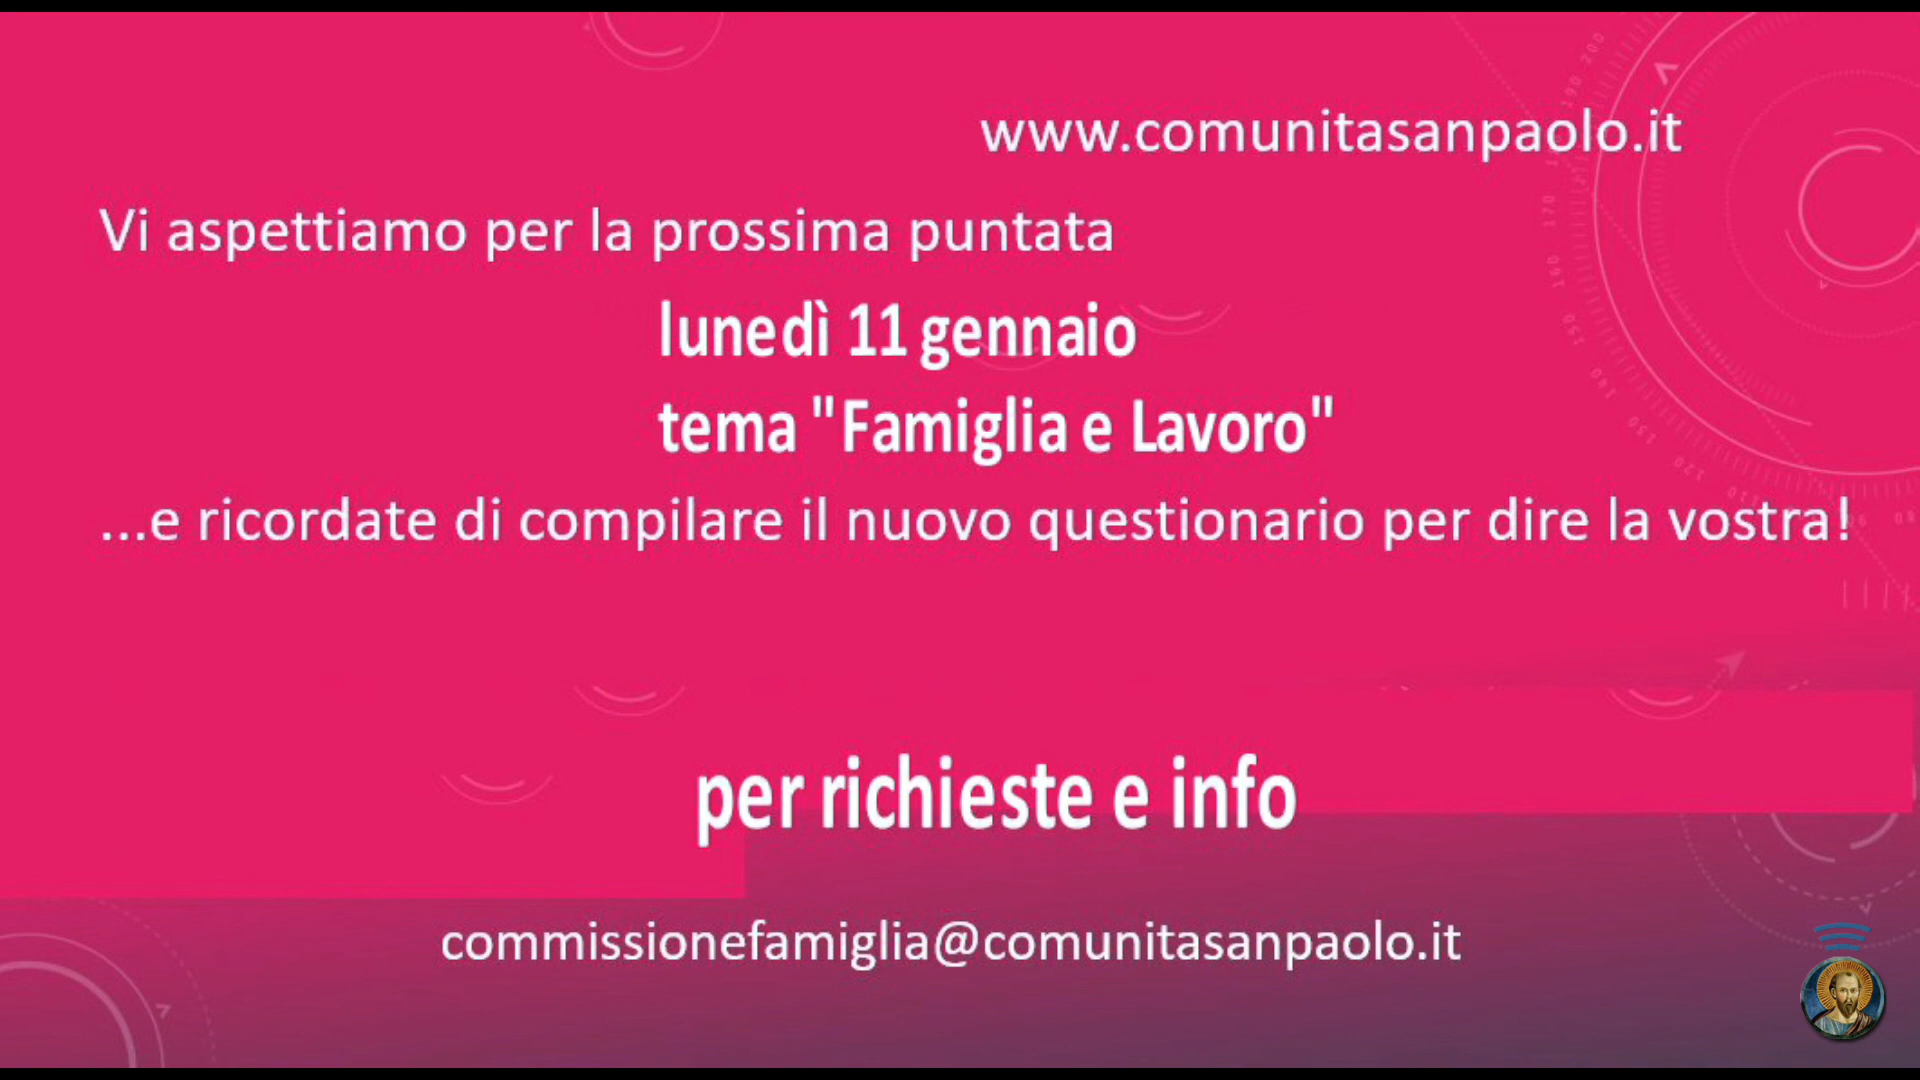 www.comunitasanpaolo.it
Vi aspettiamo per la prossima puntata
lunedì 11 gennaio
tema "Famiglia e Lavoro"
...e ricordate di compilare il nuovo questionario per dire la vostra!
per richieste e info
commissionefamiglia@comunitasanpaolo.it